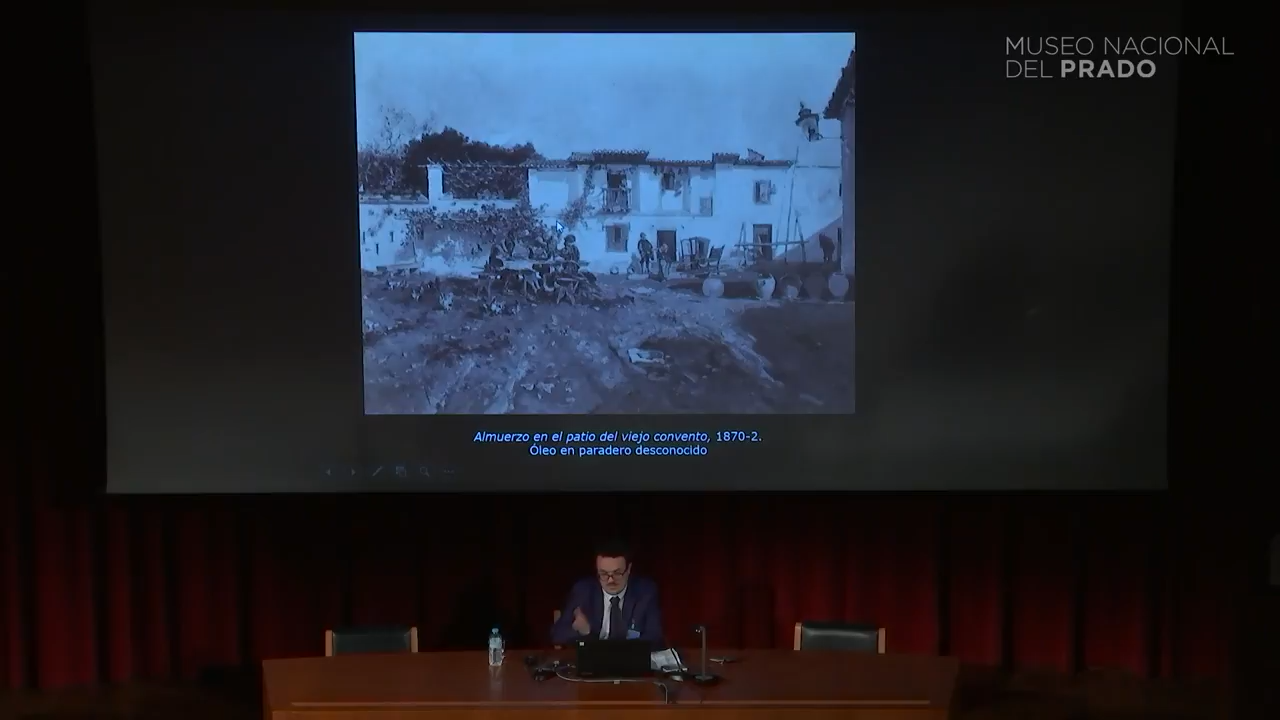 MUSEO NACIONAL
DEL PRADO
Almuerzo en el patio del viejo convento, 1870-2.
Óleo en paradero desconocido